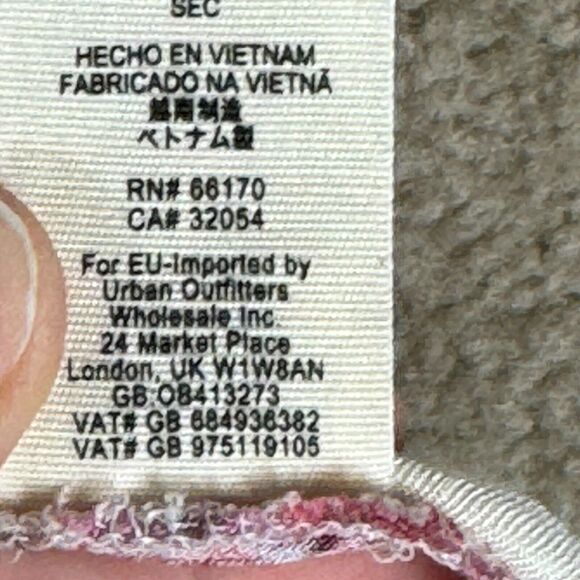 SEC
HECHO EN VIETNAM
FABRICADO NA VIETNÃ
越南制造
ベトナム製
RN# 66170
CA# 32054
For EU-Imported by
Urban Outfitters
Wholesale Inc.
24 Market Place
London, UK W1W8AN
GB.OB413273
VAT# GB 684936382
VAT# GB 975119105